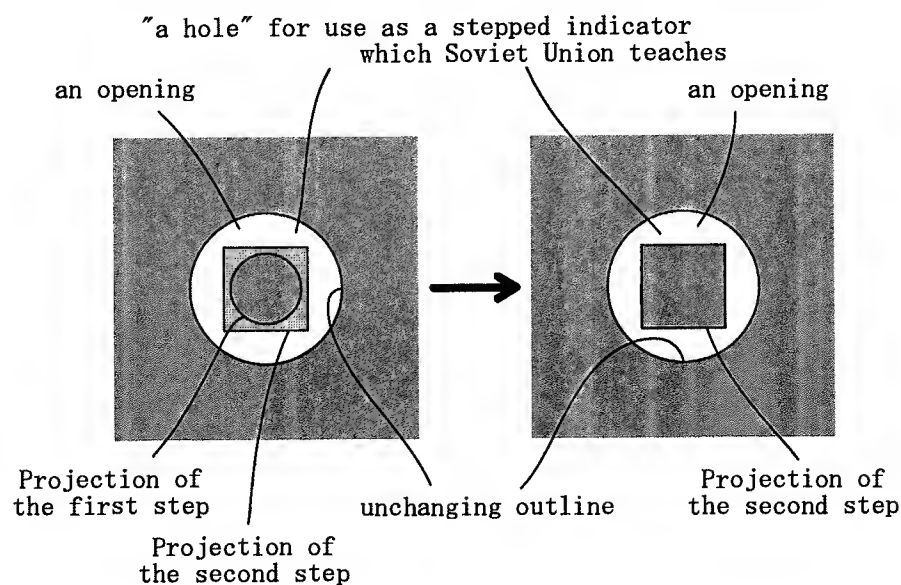 "a hole" for use as a stepped indicator
which Soviet Union teaches
an opening
an opening
Projection of
the first step
unchanging outline
Projection of
the second step
Projection of
the second step